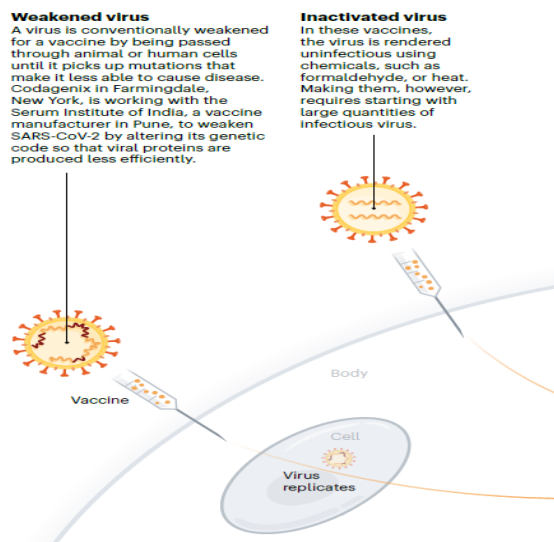 Weakened virus
A virus is conventionally weakened
for a vaccine by being passed
through animal or human cells
until it picks up mutations that
make it less able to cause disease.
Codagenix in Farmingdale,
New York, is working with the
Serum Institute of India, a vaccine
manufacturer in Pune, to weaken
SARS-CoV-2 by altering its genetic
code so that viral proteins are
produced less efficiently.
Inactivated virus
In these vaccines,
the virus is rendered
uninfectious using
chemicals, such as
formaldehyde, or heat.
Making them, however,
requires starting with
large quantities of
infectious virus.
Body
Vaccine
Cell
Virus
replicates